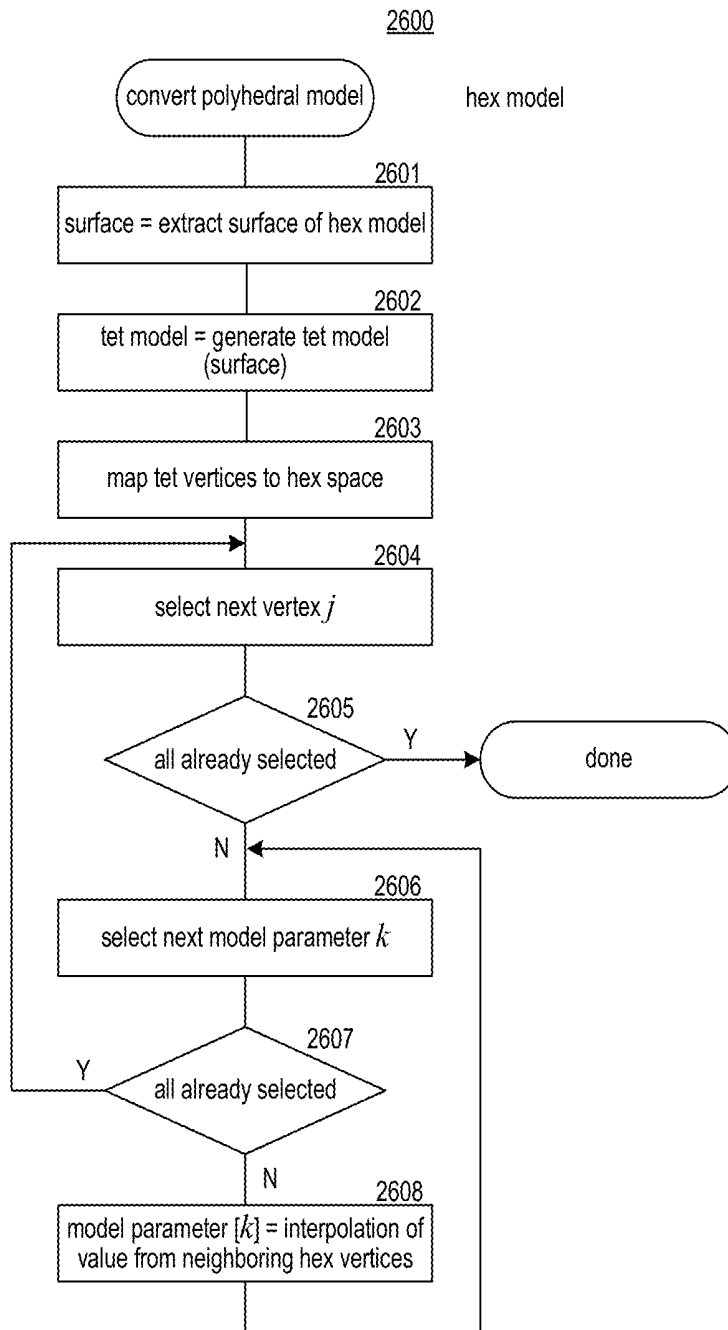 2600
convert polyhedral model
hex model
2601
surface = extract surface of hex model
2602
tet model = generate tet model
(surface)
2603
map tet vertices to hex space
2604
select next vertex j
2605
all already selected
Y
done
N
2606
select next model parameter k
2607
Y
all already selected
N
2608
model parameter [k] = interpolation of
value from neighboring hex vertices